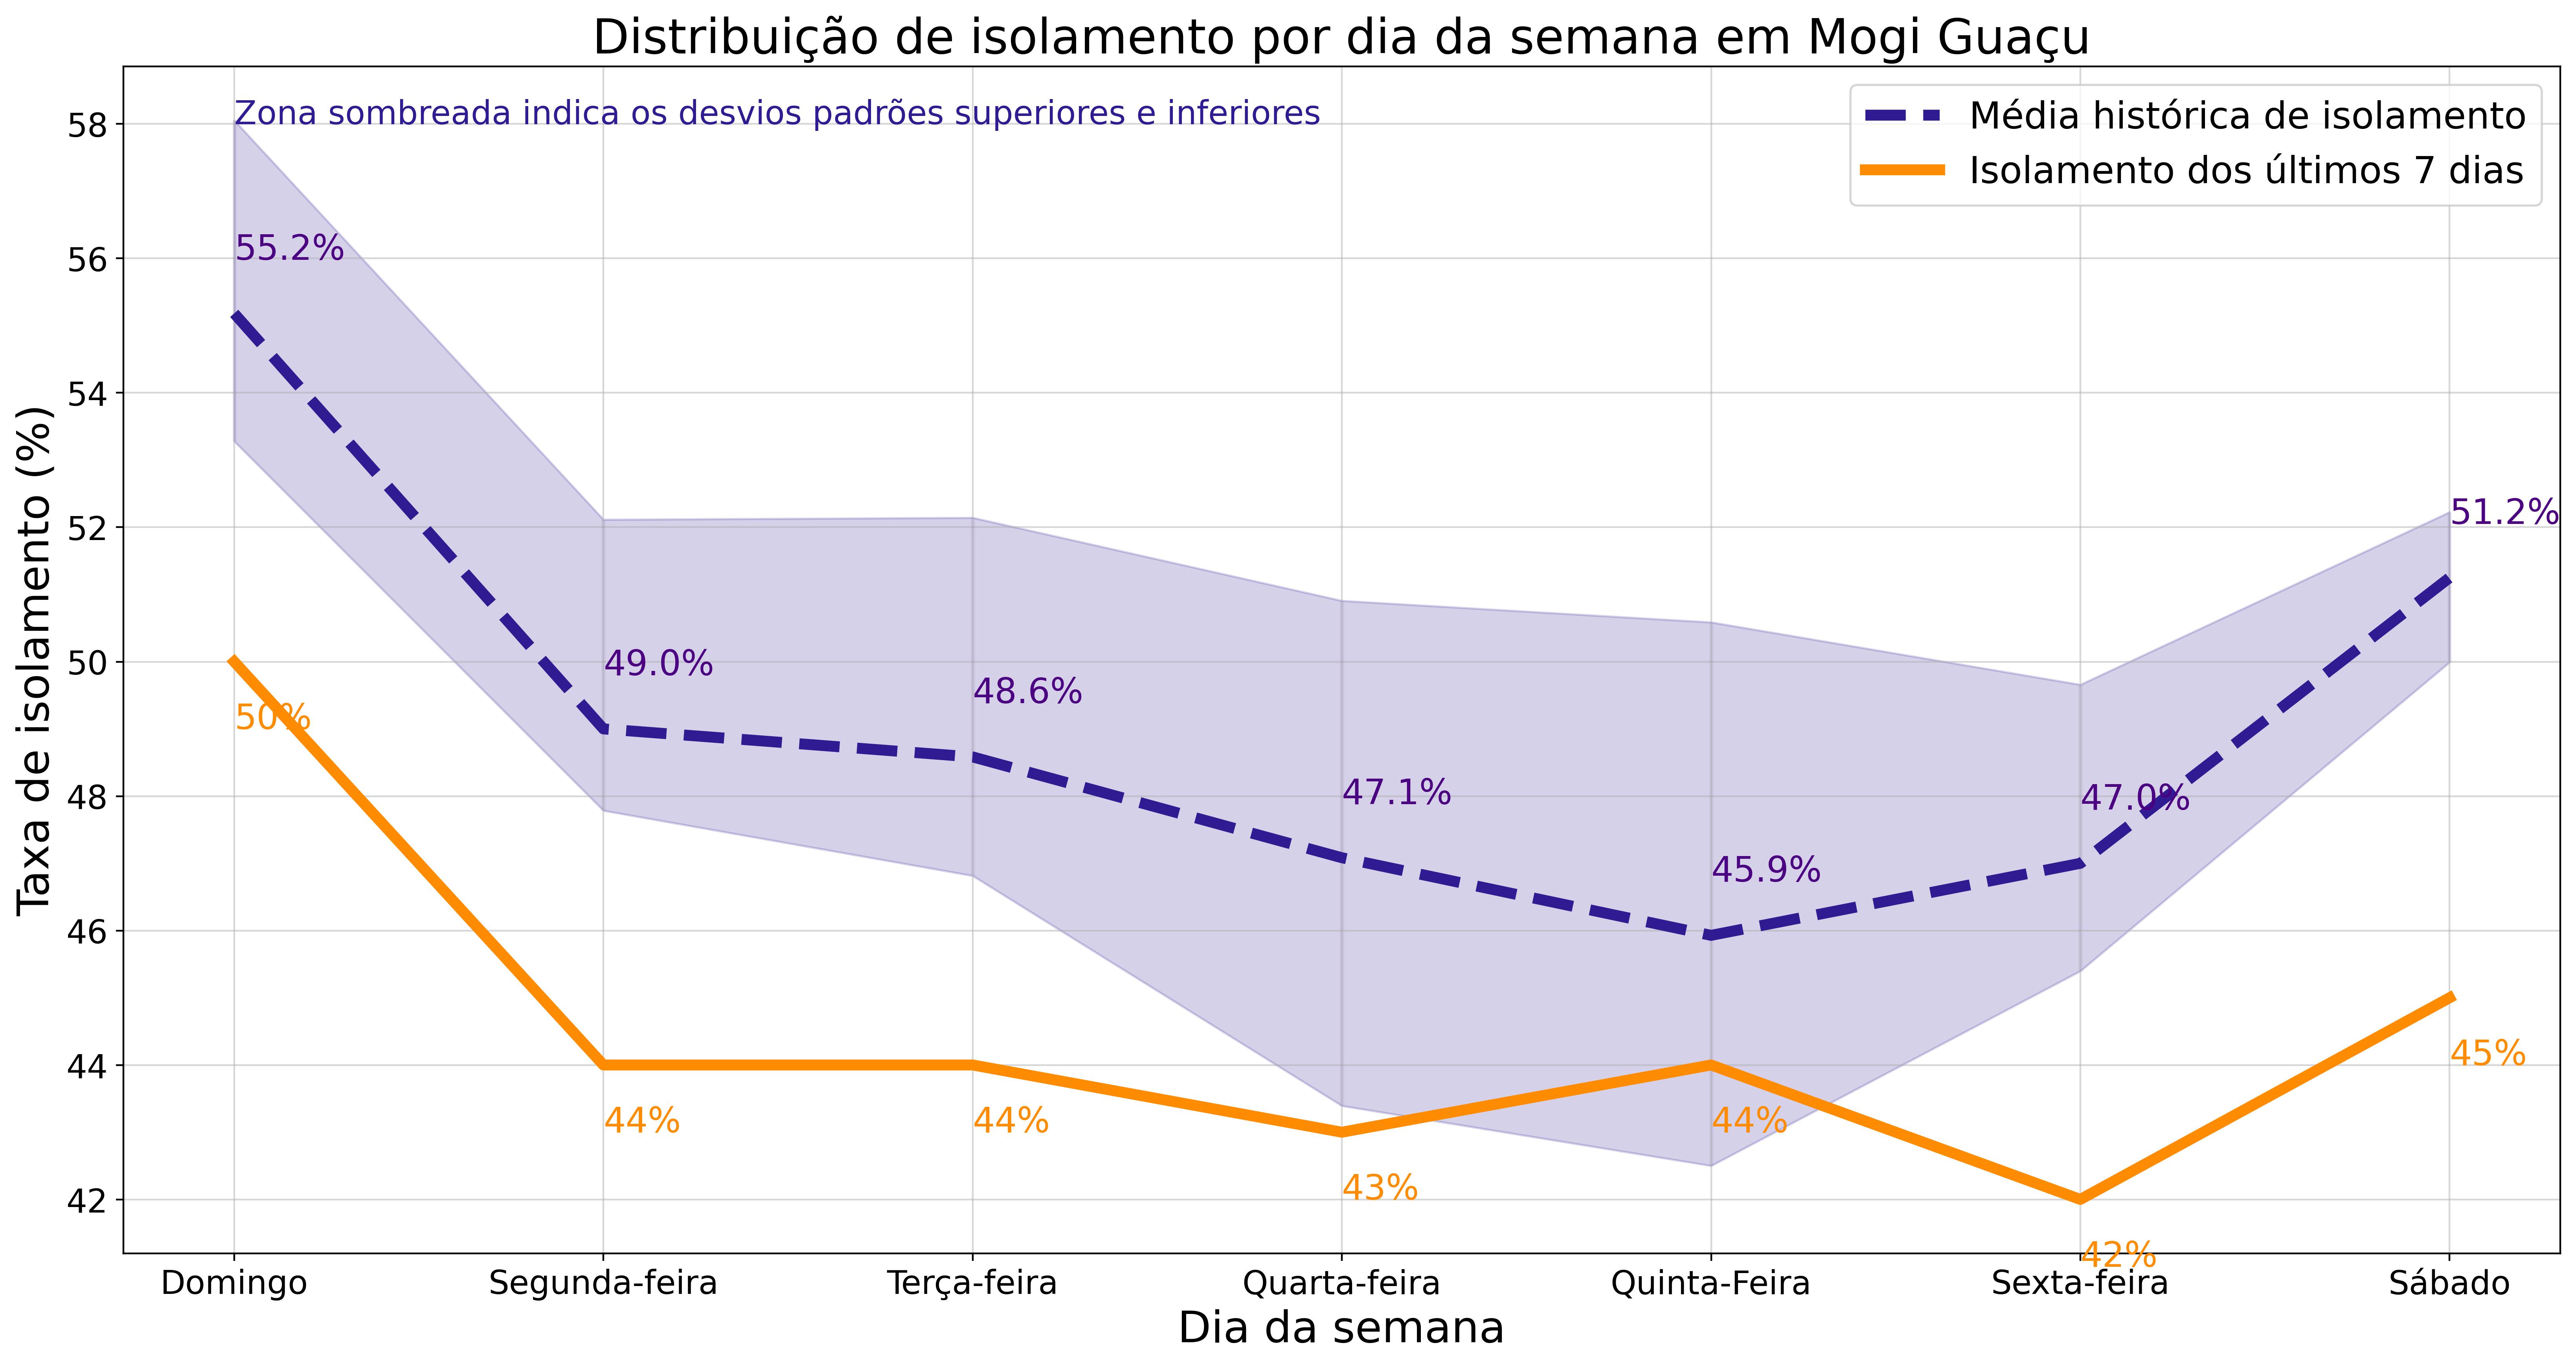 Distribuição de isolamento por dia da semana em Mogi Guaçu
Zona sombreada indica os desvios padrões superiores e inferiores
Média histórica de isolamento
Isolamento dos últimos 7 dias
Taxa de isolamento (%)
58
56
54
52
50
48
46
44
42
55.2%
49.0%
48.6%
47.1%
45.9%
47.0%
51.2%
50%
44%
44%
43%
44%
42%
45%
Domingo
Segunda-feira
Terça-feira
Quarta-feira
Quinta-Feira
Sexta-feira
Sábado
Dia da semana